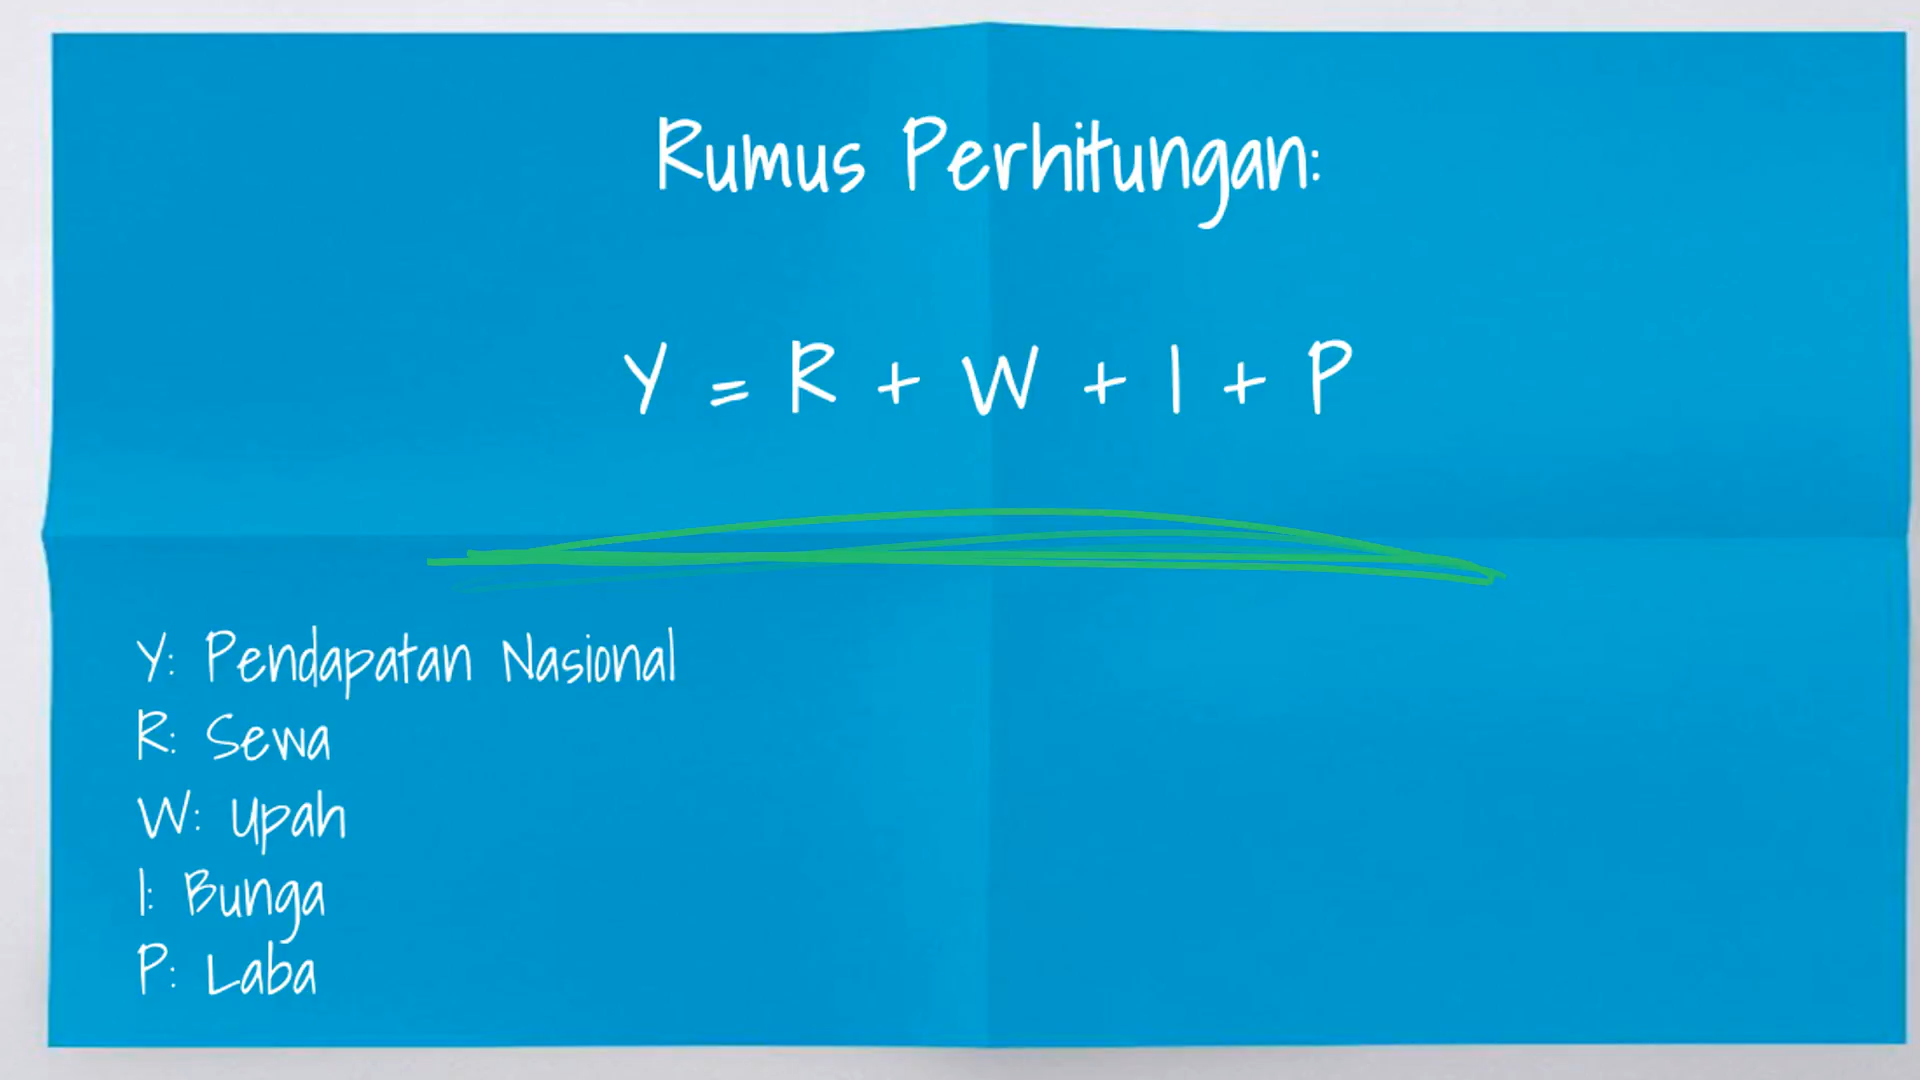 Rumus Perhitungan:
Y = R + W + I + P
Y: Pendapatan Nasional
R: Sewa
W: Upah
I: Bunga
P: Laba